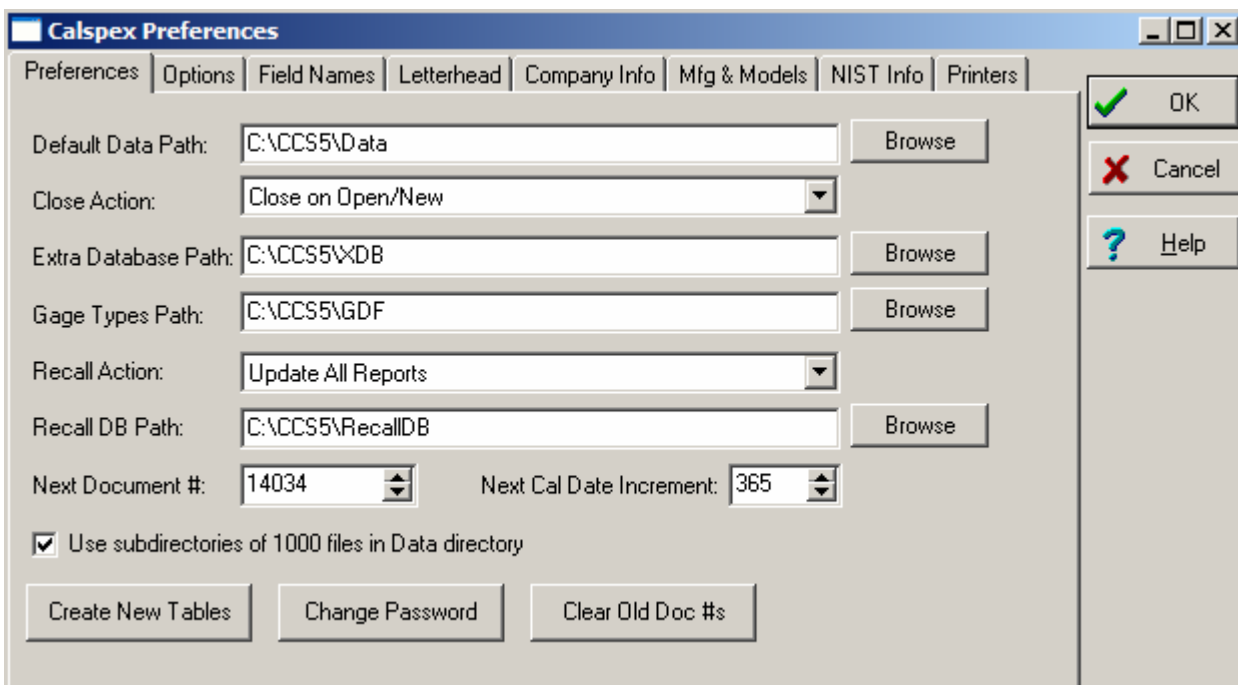 Calspex Preferences
Preferences Options Field Names Letterhead Company Info Mfg & Models NIST Info Printers
OK
Default Data Path: C:\CCS5\Data Browse
Cancel
Close Action: Close on Open/New
Extra Database Path: C:\CCS5\XDB Browse
? Help
Gage Types Path: C:\CCS5\GDF Browse
Recall Action: Update All Reports
Recall DB Path: C:\CCS5\RecallDB Browse
Next Document #: 14034 Next Cal Date Increment: 365
Use subdirectories of 1000 files in Data directory
Create New Tables Change Password Clear Old Doc #s